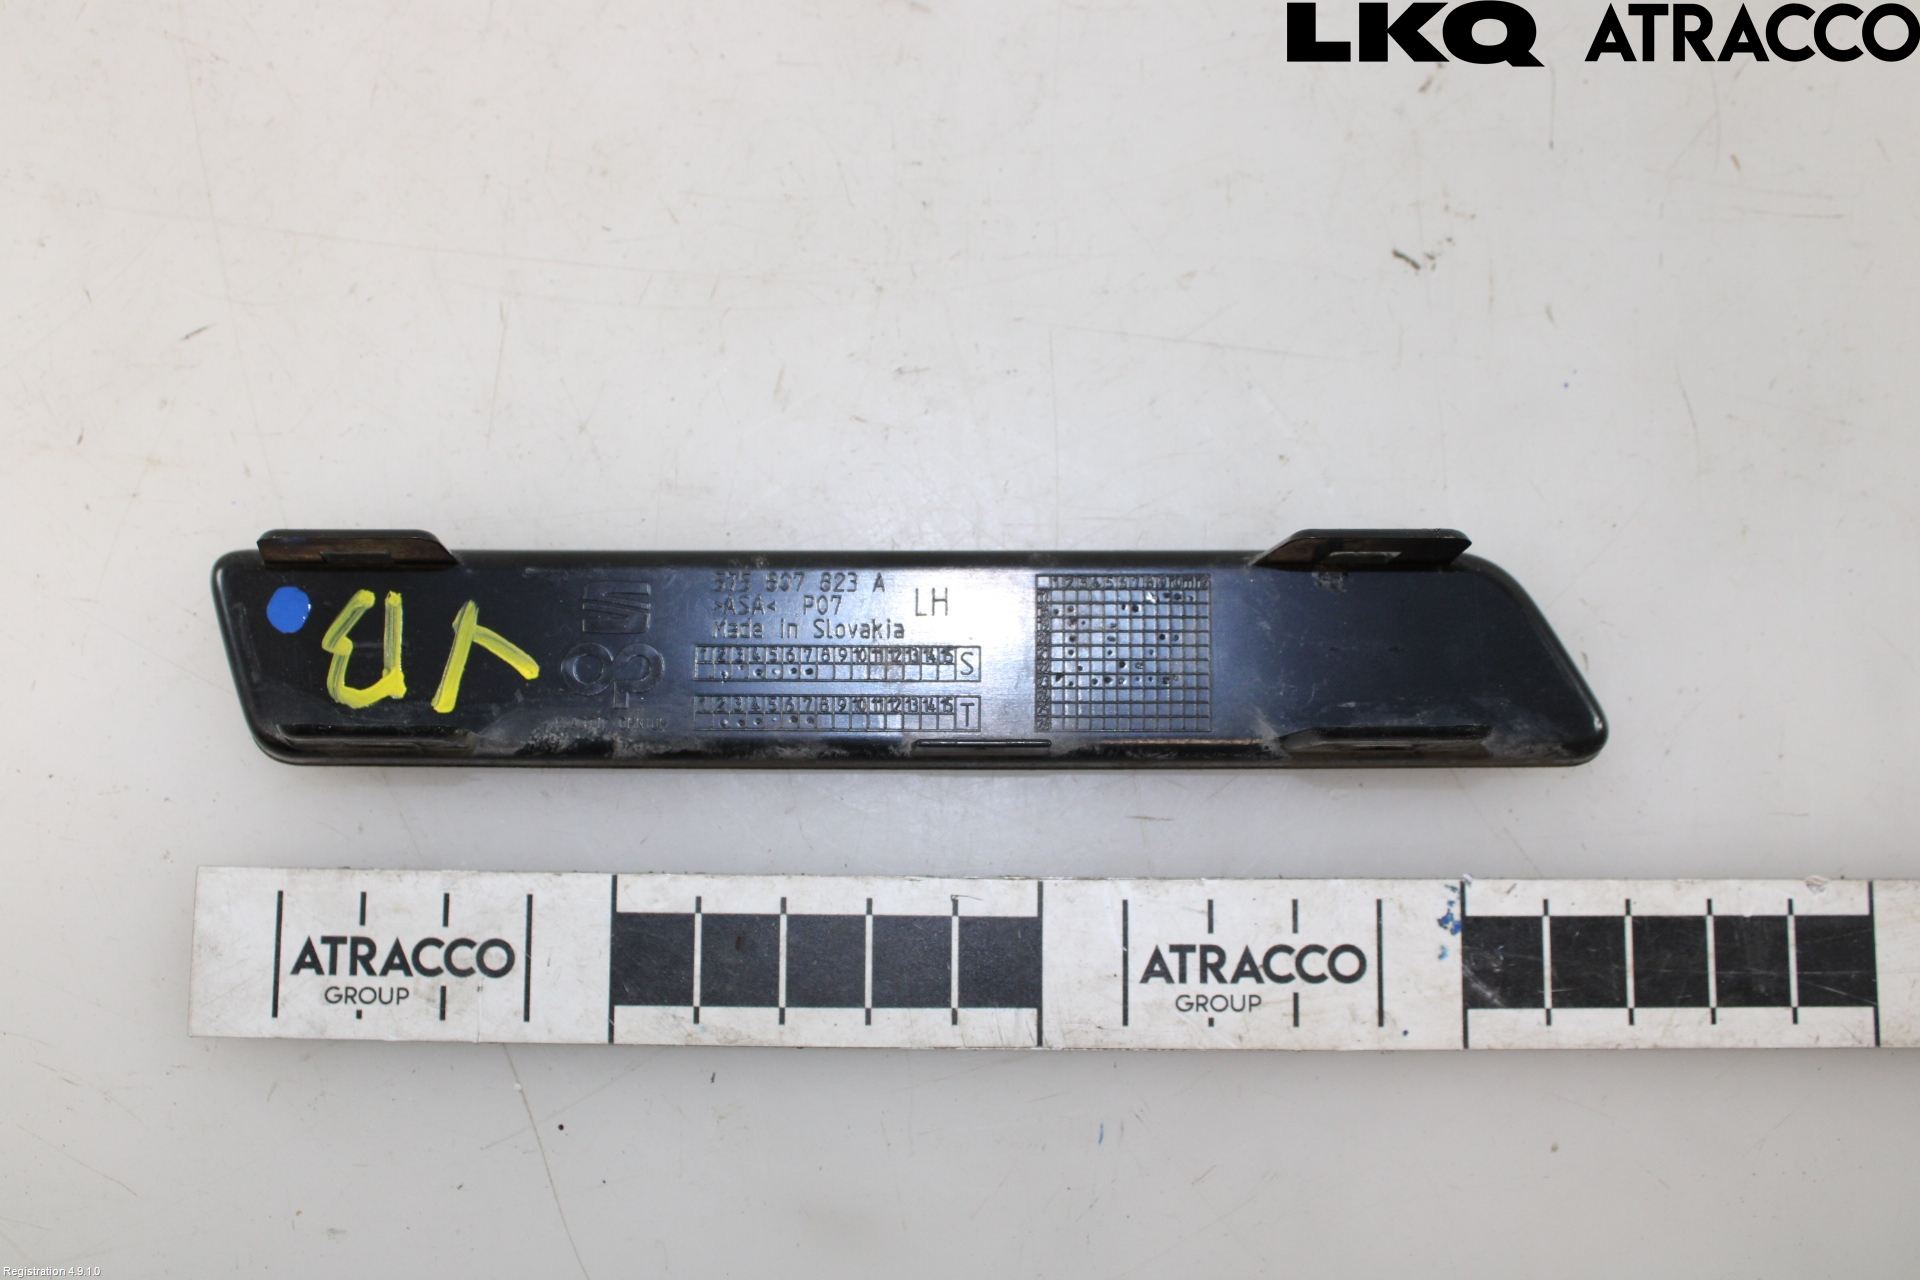 LKQ ATRACCO
575 867 823 A
>ASA< P07
LH
Made in Slovakia
1 2 3 4 5 6 7 8 9 10 11 12 13 14 15 S
1 2 3 4 5 6 7 8 9 10 11 12 13 14 15 T
ATRACCO
GROUP
ATRACCO
GROUP
Registration 4.9.1.0